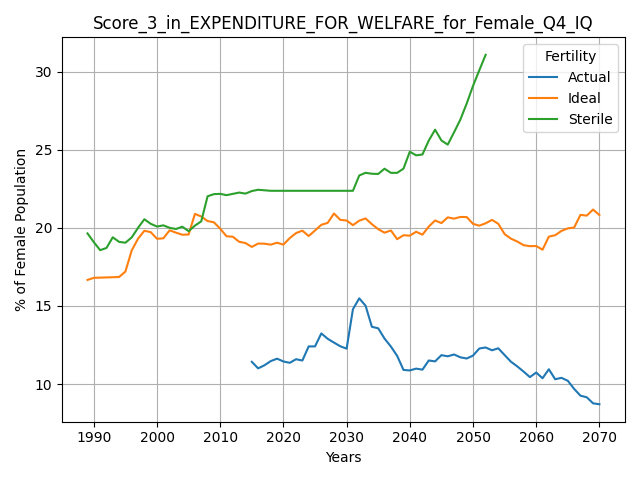 Score_3_in_EXPENDITURE_FOR_WELFARE_for_Female_Q4_IQ
Fertility
Actual
Ideal
Sterile
% of Female Population
30
25
20
15
10
1990 2000 2010 2020 2030 2040 2050 2060 2070
Years